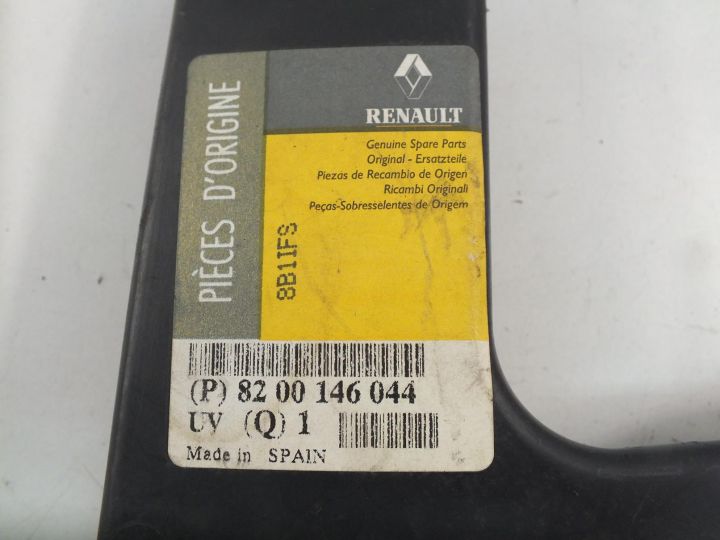 PIÈCES D'ORIGINE
RENAULT
Genuine Spare Parts
Original - Ersatzteile
Piezas de Recambio de Origen
Ricambi Originali
Peças-Sobresselentes de Origem
8B1IFS
(P) 82 00 146 044
UV (Q) 1
Made in SPAIN